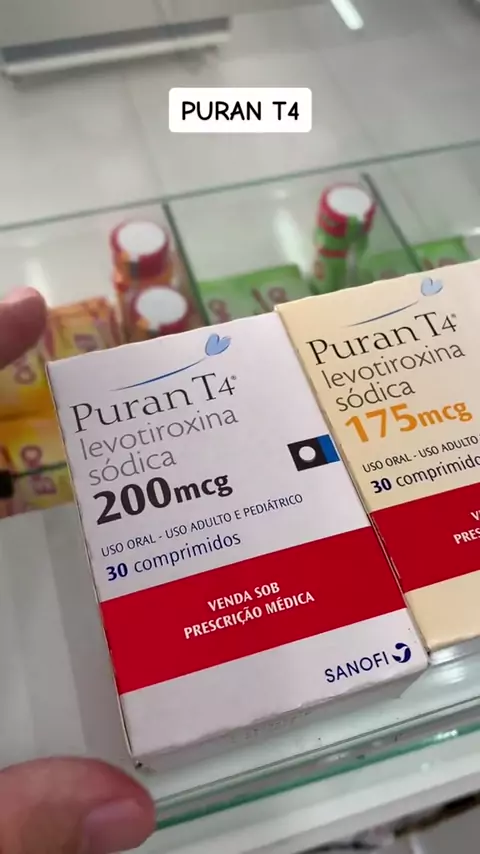 PURAN T4
Puran T4®
levotiroxina
sódica
200mcg
USO ORAL - USO ADULTO E PEDIÁTRICO
30 comprimidos
VENDA SOB
PRESCRIÇÃO MÉDICA
SANOFI
Puran T4®
levotiroxina
sódica
175mcg
USO ORAL - USO ADULTO
30 comprimidos